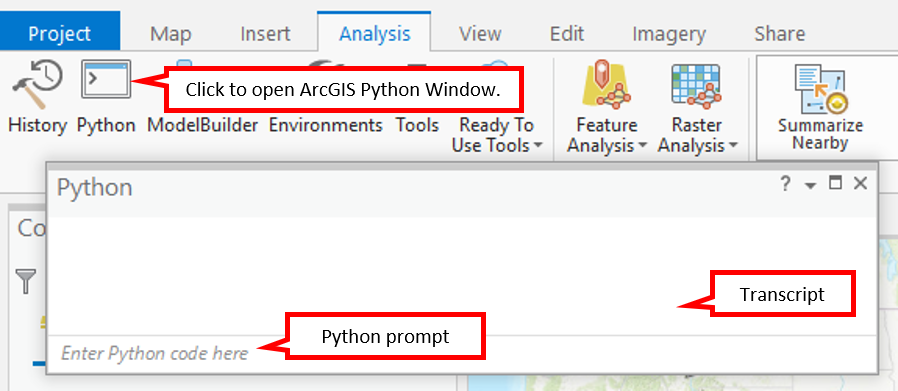 Project Map Insert Analysis View Edit Imagery Share
Click to open ArcGIS Python Window.
History Python ModelBuilder Environments Tools Ready To Use Tools Feature Analysis Raster Analysis Summarize Nearby
Python
Co
Transcript
Python prompt
Enter Python code here